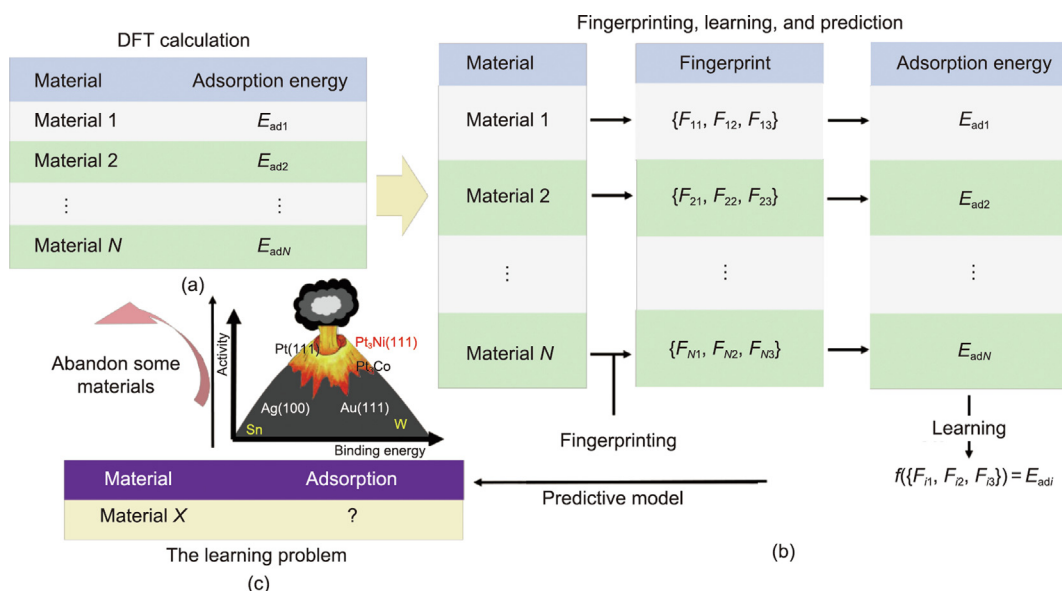 DFT calculation
Material Adsorption energy
Material 1 Ead1
Material 2 Ead2
⋮ ⋮
Material N EadN
(a)
Fingerprinting, learning, and prediction
Material Fingerprint Adsorption energy
Material 1 {F11, F12, F13} Ead1
Material 2 {F21, F22, F23} Ead2
⋮ ⋮ ⋮
Material N {FN1, FN2, FN3} EadN
Fingerprinting
Learning
f({Fi1, Fi2, Fi3}) = Eadi
Predictive model
(b)
Abandon some
materials
Activity
Pt(111) Pt3Ni(111)
Pt3Co
Ag(100) Au(111)
Sn W
Binding energy
Material Adsorption
Material X ?
The learning problem
(c)